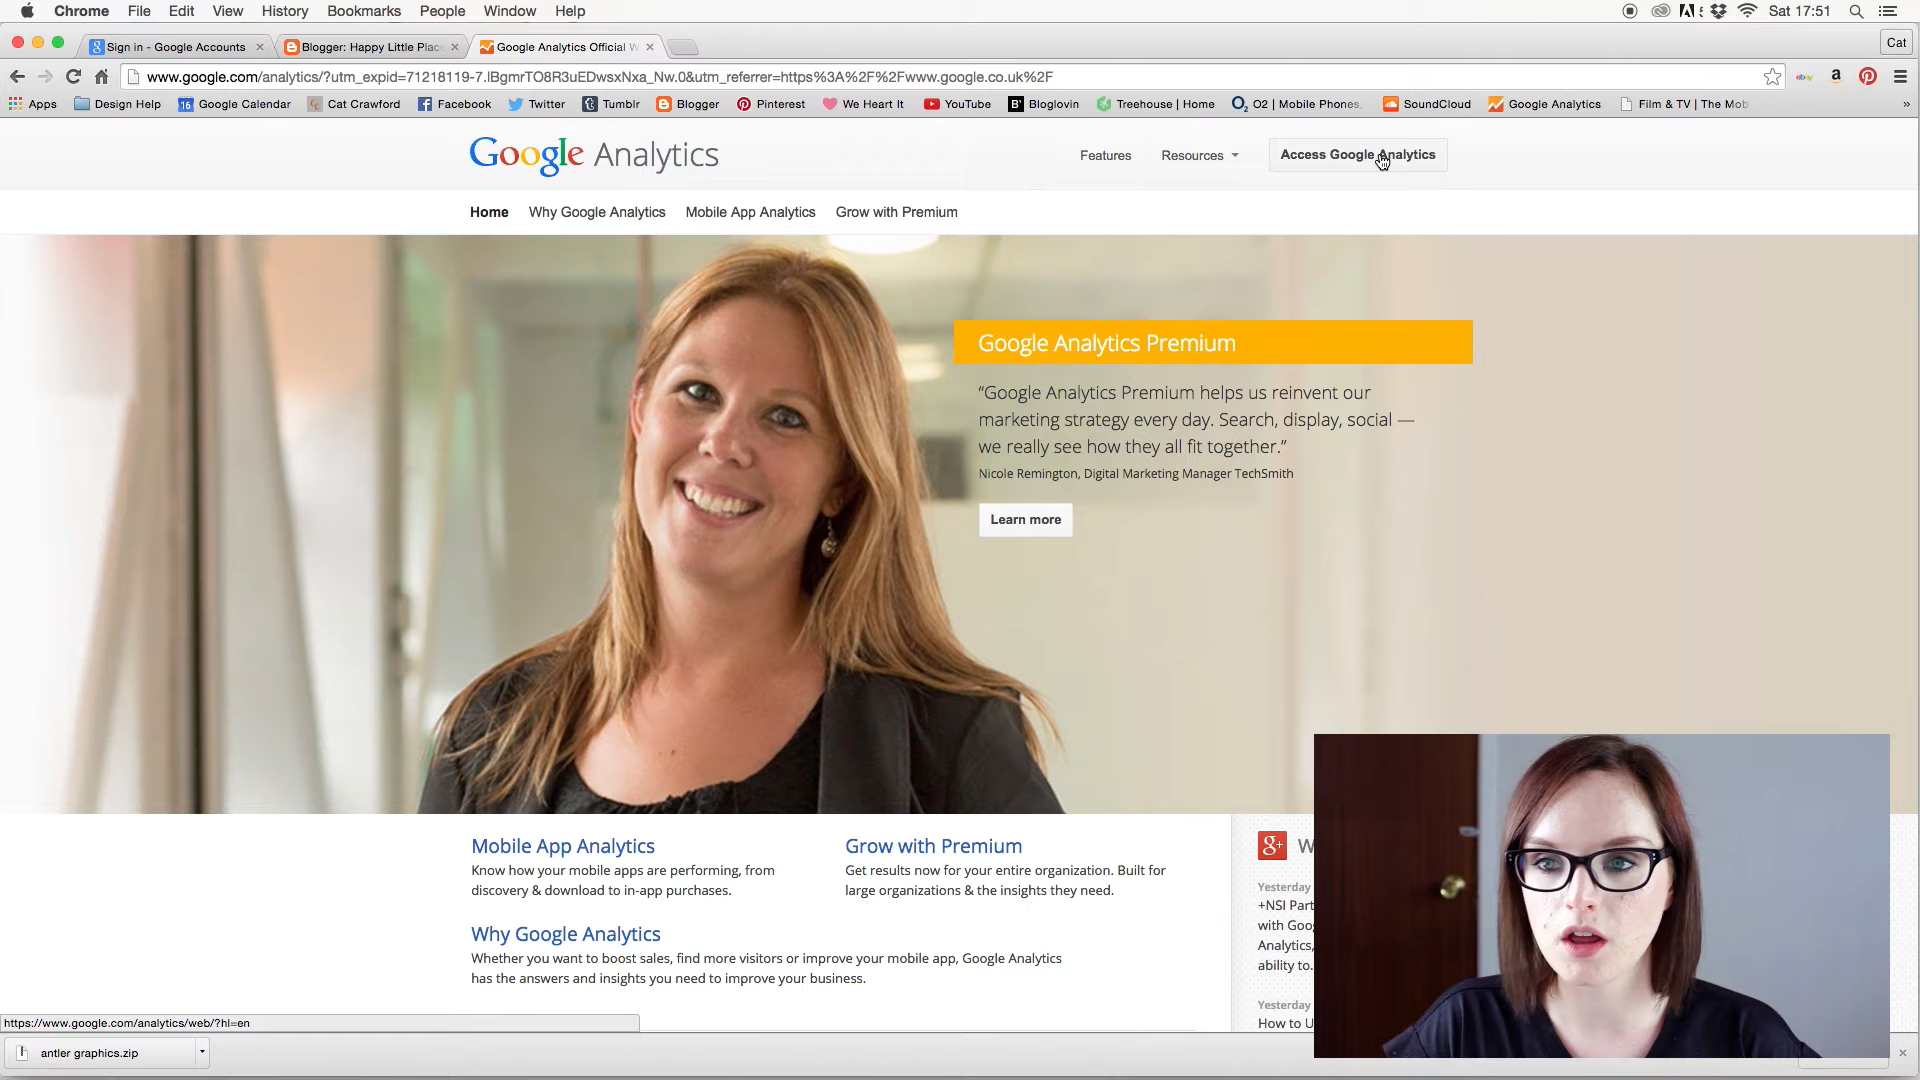 Chrome File Edit View History Bookmarks People Window Help
Sat 17:51
Sign in - Google Accounts
Blogger: Happy Little Plac
Google Analytics Official W
Cat
www.google.com/analytics/?utm_expid=71218119-7.lBgmrTO8R3uEDwsxNxa_Nw.0&utm_referrer=https%3A%2F%2Fwww.google.co.uk%2F
Apps Design Help Google Calendar Cat Crawford Facebook Twitter Tumblr Blogger Pinterest We Heart It YouTube Bloglovin Treehouse | Home O2 | Mobile Phones, SoundCloud Google Analytics Film & TV | The Mob
Google Analytics
Features Resources Access Google Analytics
Home Why Google Analytics Mobile App Analytics Grow with Premium
Google Analytics Premium
“Google Analytics Premium helps us reinvent our
marketing strategy every day. Search, display, social —
we really see how they all fit together.”
Nicole Remington, Digital Marketing Manager TechSmith
Learn more
Mobile App Analytics
Know how your mobile apps are performing, from
discovery & download to in-app purchases.
Grow with Premium
Get results now for your entire organization. Built for
large organizations & the insights they need.
Why Google Analytics
Whether you want to boost sales, find more visitors or improve your mobile app, Google Analytics
has the answers and insights you need to improve your business.
g+ W
Yesterday
+NSI Part
with Goo
Analytics,
ability to.
Yesterday
How to U
https://www.google.com/analytics/web/?hl=en
antler graphics.zip